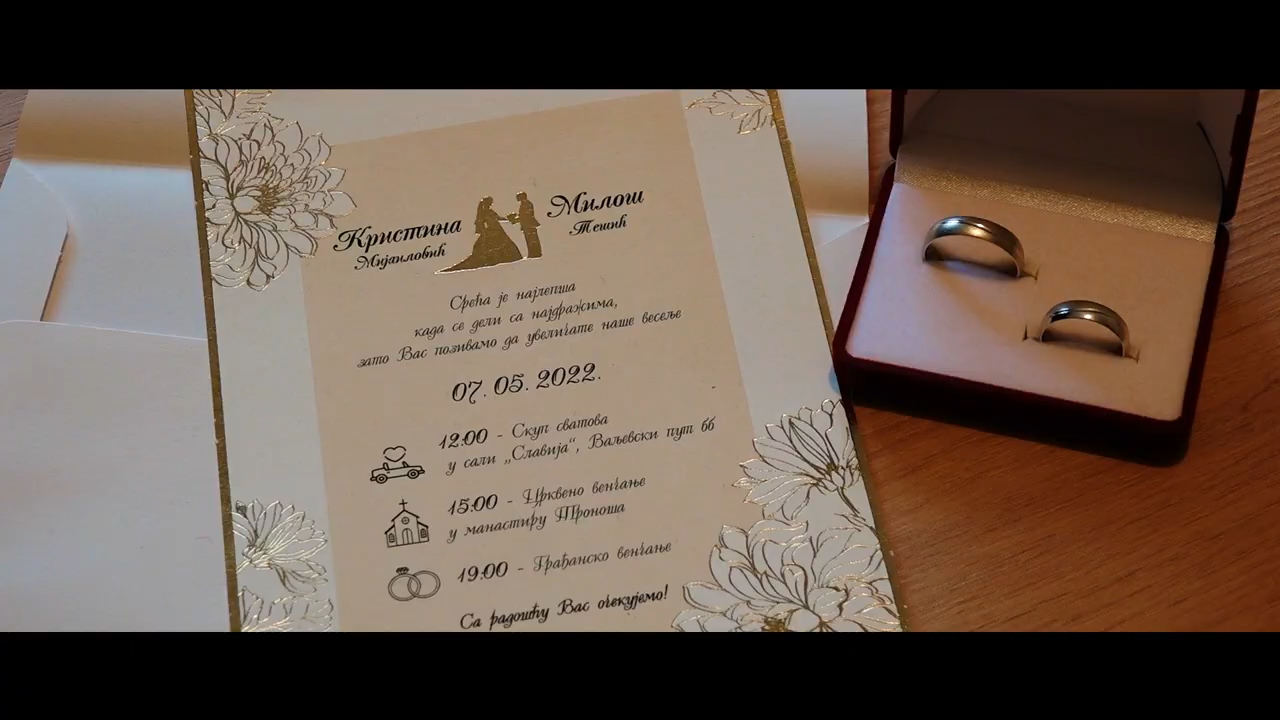 Кристина
Мијаиловић
Милош
Тешић
Срећа је најлепша
када се дели са најдражима,
зато Вас позивамо да увеличате наше весеље
07. 05. 2022.
12:00 - Скуп сватова
у сали „Славија“, Ваљевски пут бб
15:00 - Црквено венчање
у манастиру Троноша
19:00 - Грађанско венчање
Са радошћу Вас очекујемо!